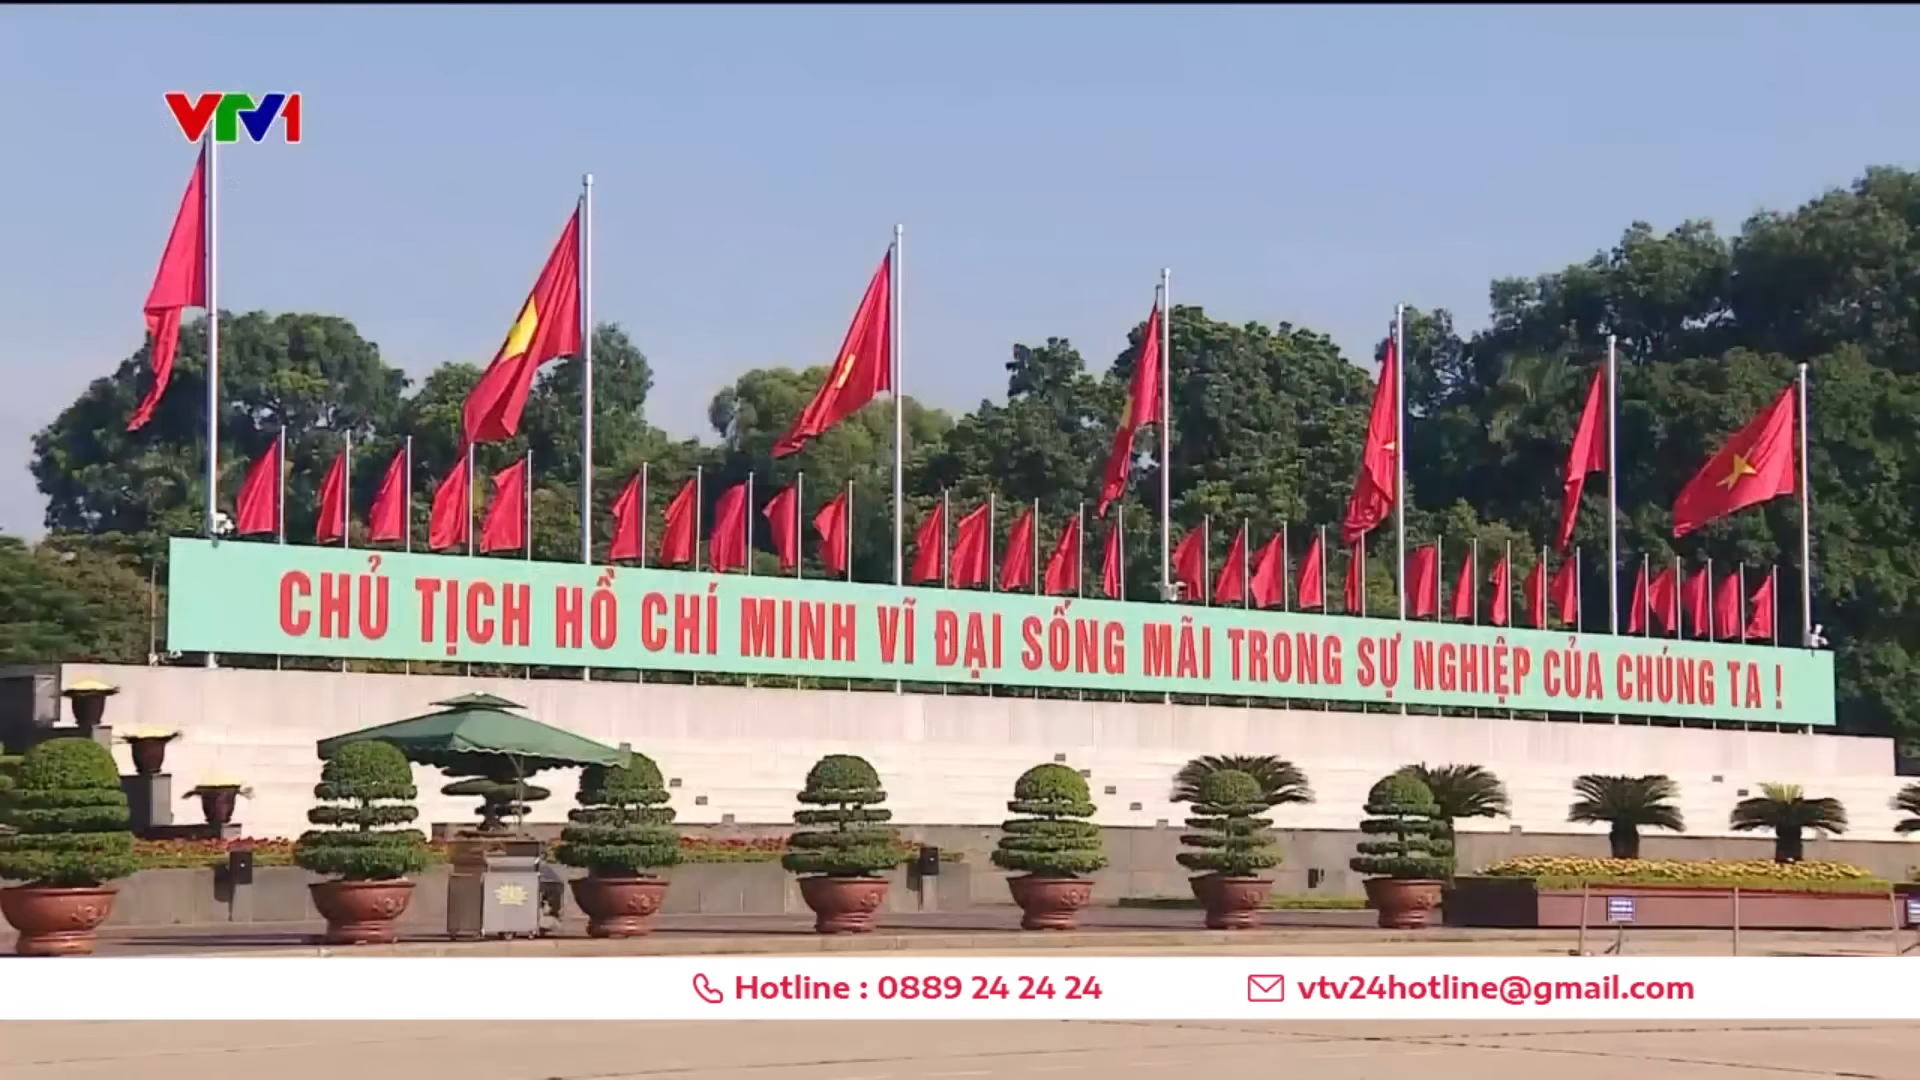 VTV1
CHỦ TỊCH HỒ CHÍ MINH VĨ ĐẠI SỐNG MÃI TRONG SỰ NGHIỆP CỦA CHÚNG TA !
Hotline : 0889 24 24 24
vtv24hotline@gmail.com